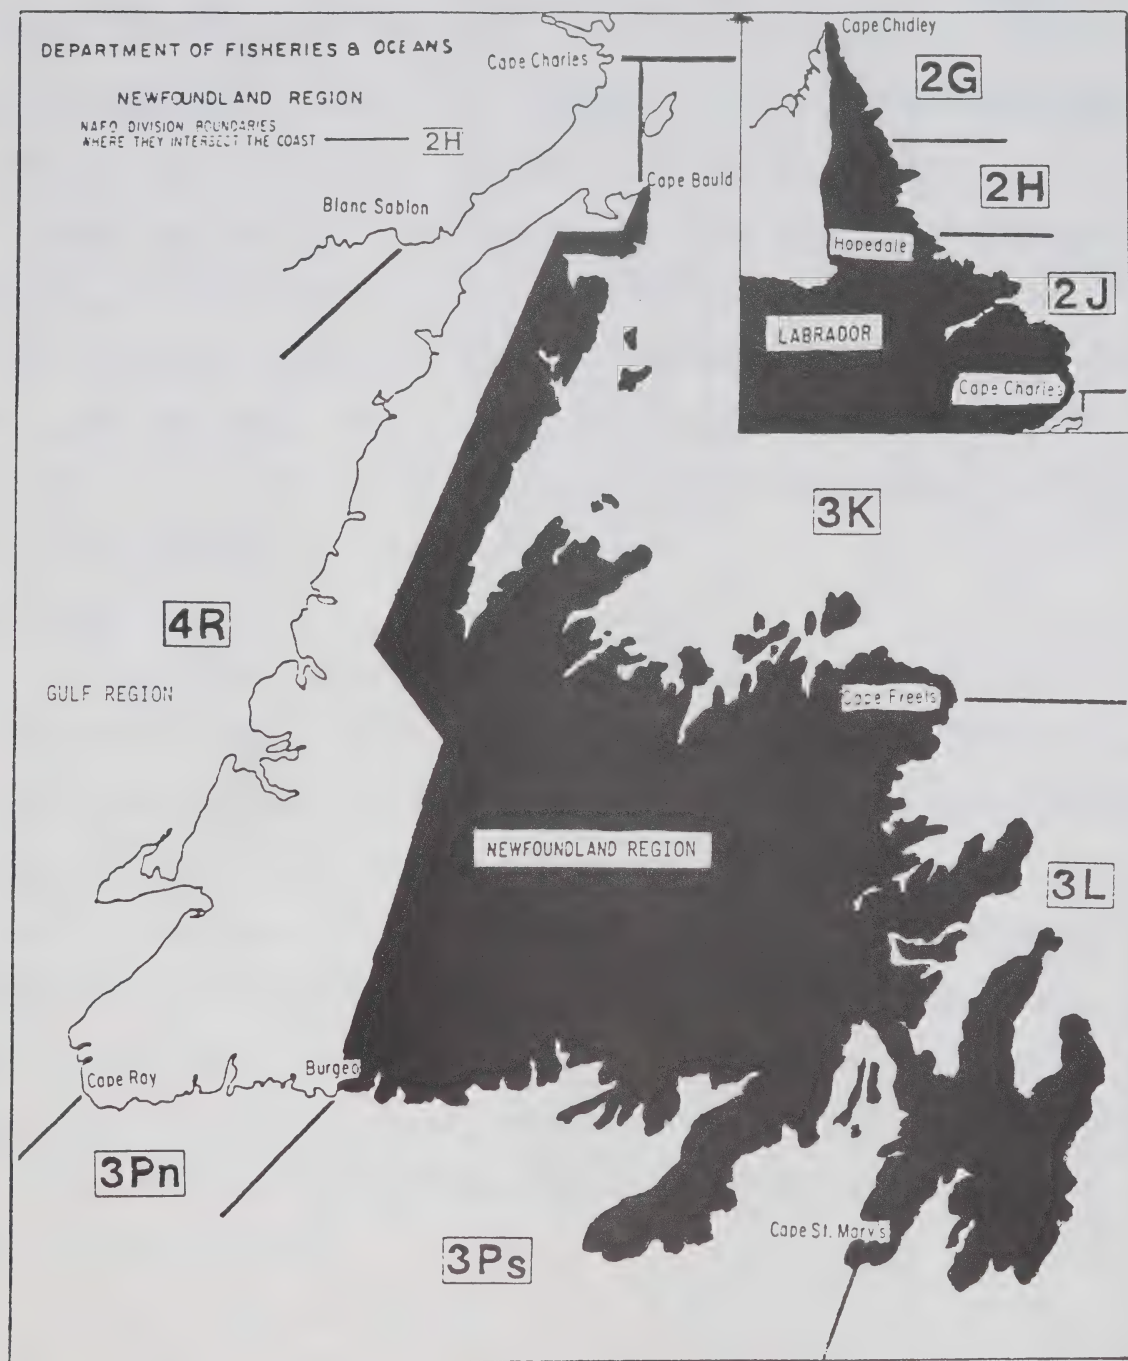 DEPARTMENT OF FISHERIES & OCEANS
NEWFOUNDLAND REGION
NAFO DIVISION BOUNDARIES
WHERE THEY INTERSECT THE COAST
2H
Cape Charles
Cape Bauld
Blanc Sablon
Cape Chidley
2G
2H
Hopedale
2J
LABRADOR
Cape Charles
3K
4R
GULF REGION
Cape Freels
NEWFOUNDLAND REGION
3L
Burgeo
Cape Ray
3Pn
Cape St. Mary's
3Ps